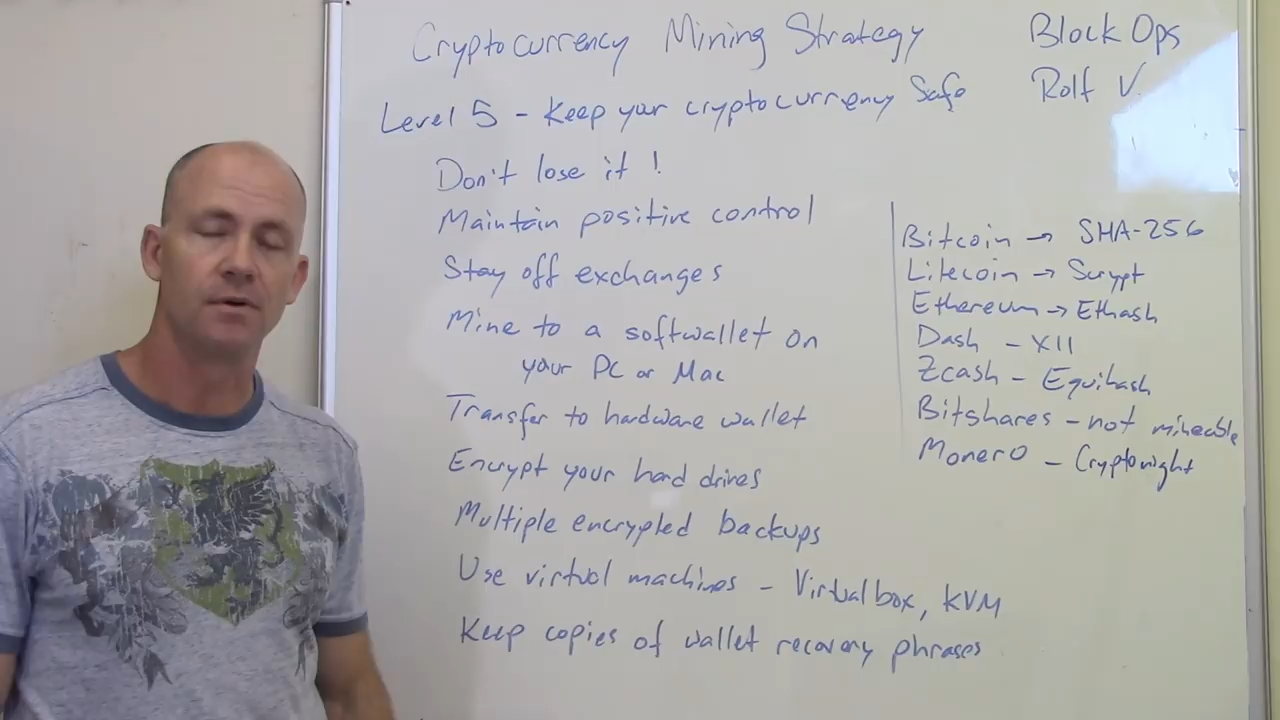 Cryptocurrency Mining Strategy
Block Ops
Rolf V.
Level 5 - Keep your cryptocurrency Safe
Don't lose it !
Maintain positive control
Stay off exchanges
Mine to a softwallet on
your PC or Mac
Transfer to hardware wallet
Encrypt your hard drives
Multiple encrypted backups
Use virtual machines - Virtualbox, KVM
Keep copies of wallet recovery phrases
Bitcoin → SHA-256
Litecoin → Scrypt
Ethereum → Ethash
Dash - X11
Zcash - Equihash
Bitshares - not mineable
Monero - Cryptonight